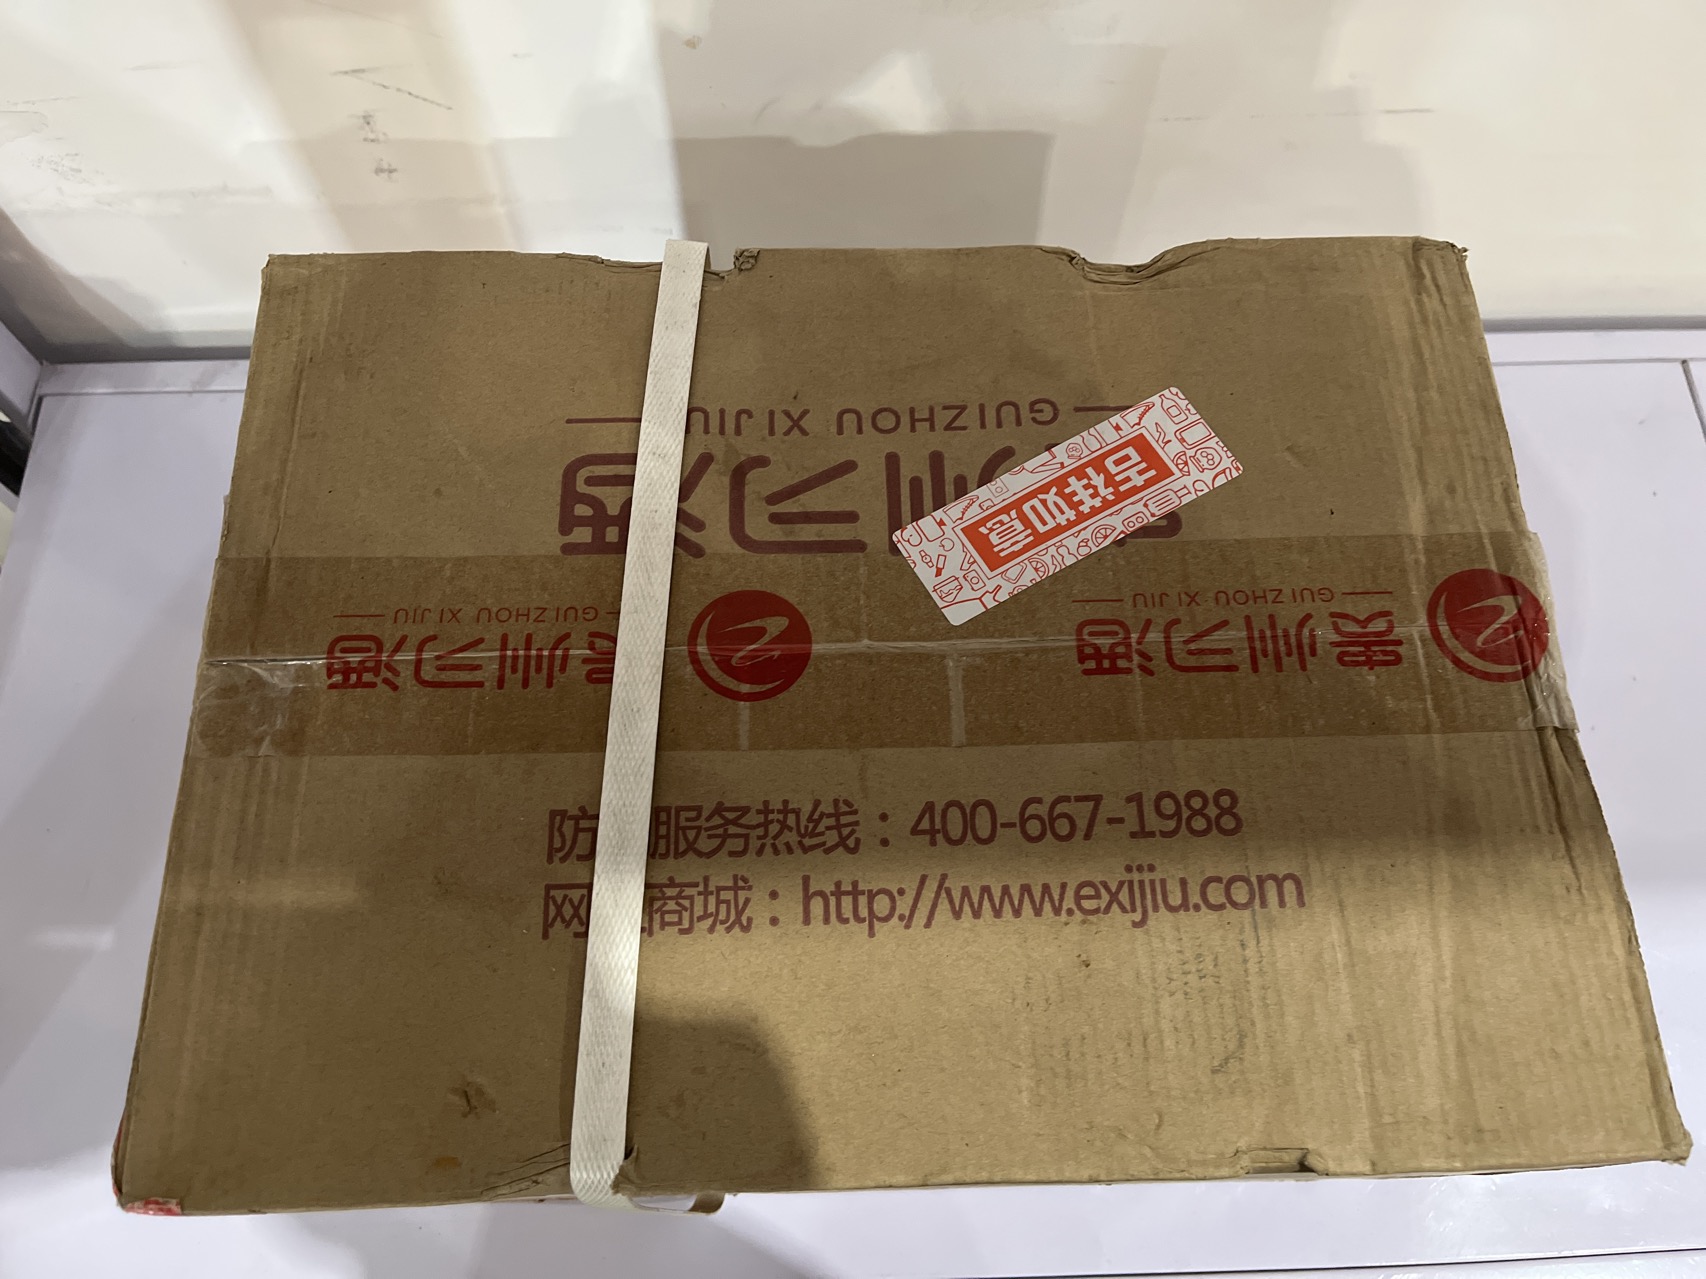 GUIZHOU XI JIU
州习酒
吉祥如意
GUIZHOU XI JIU
贵州习酒
GUIZHOU XI JIU
贵州习酒
防 服务热线：400-667-1988
网 商城：http://www.exijiu.com